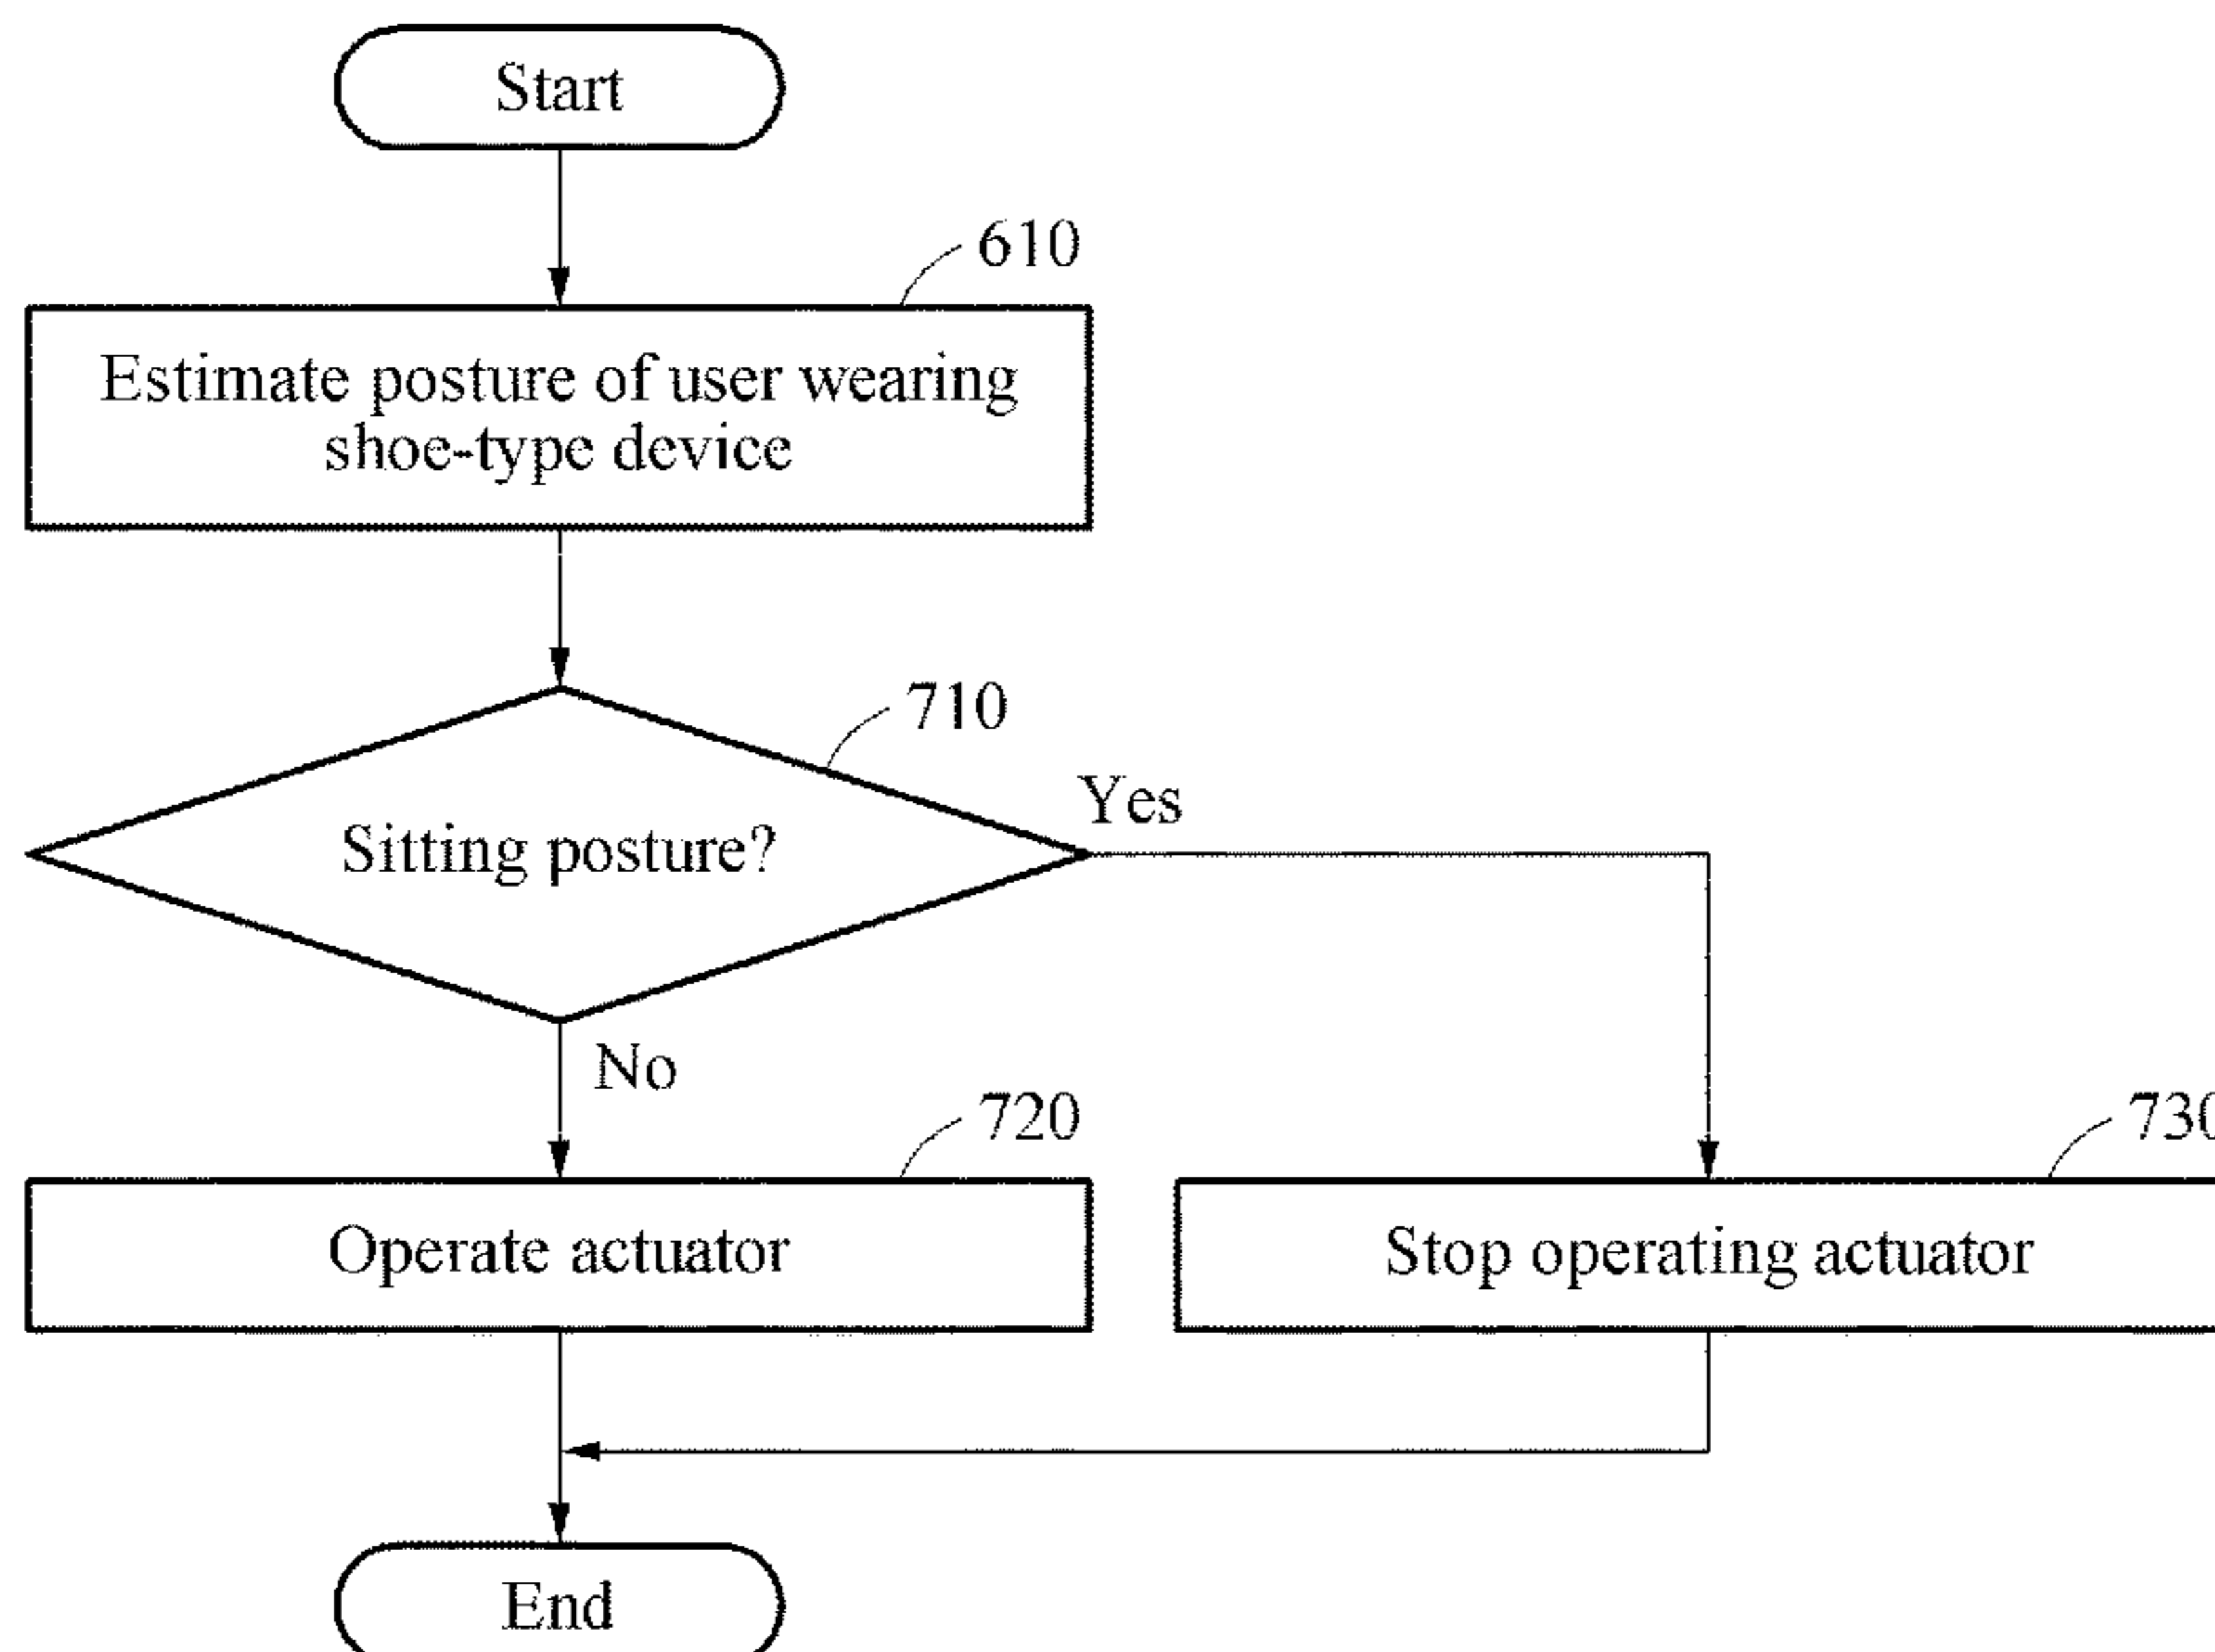 Start
610
Estimate posture of user wearing
shoe-type device
710
Yes
Sitting posture?
No
720
730
Operate actuator
Stop operating actuator
End